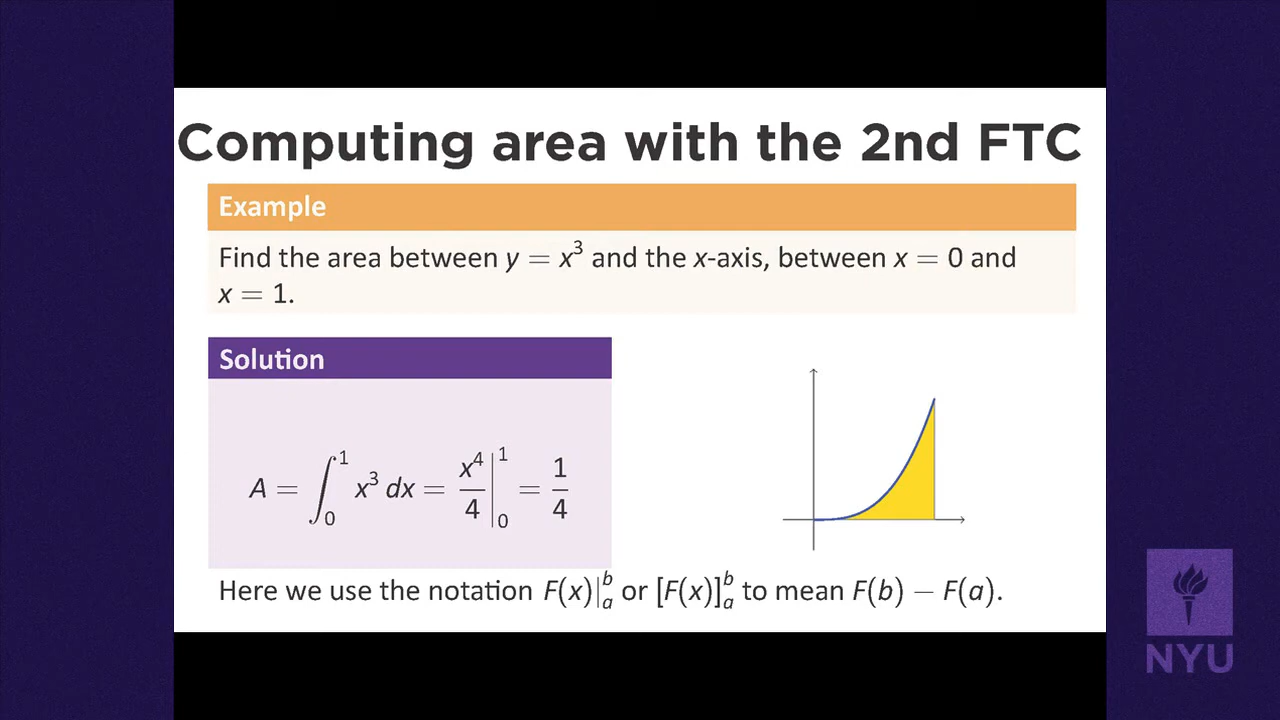 Computing area with the 2nd FTC
Example
Find the area between y = x³ and the x-axis, between x = 0 and
x = 1.
Solution
A = ∫₀¹ x³ dx = x⁴/4 |₀¹ = 1/4
Here we use the notation F(x)|ₐᵇ or [F(x)]ₐᵇ to mean F(b) − F(a).
NYU